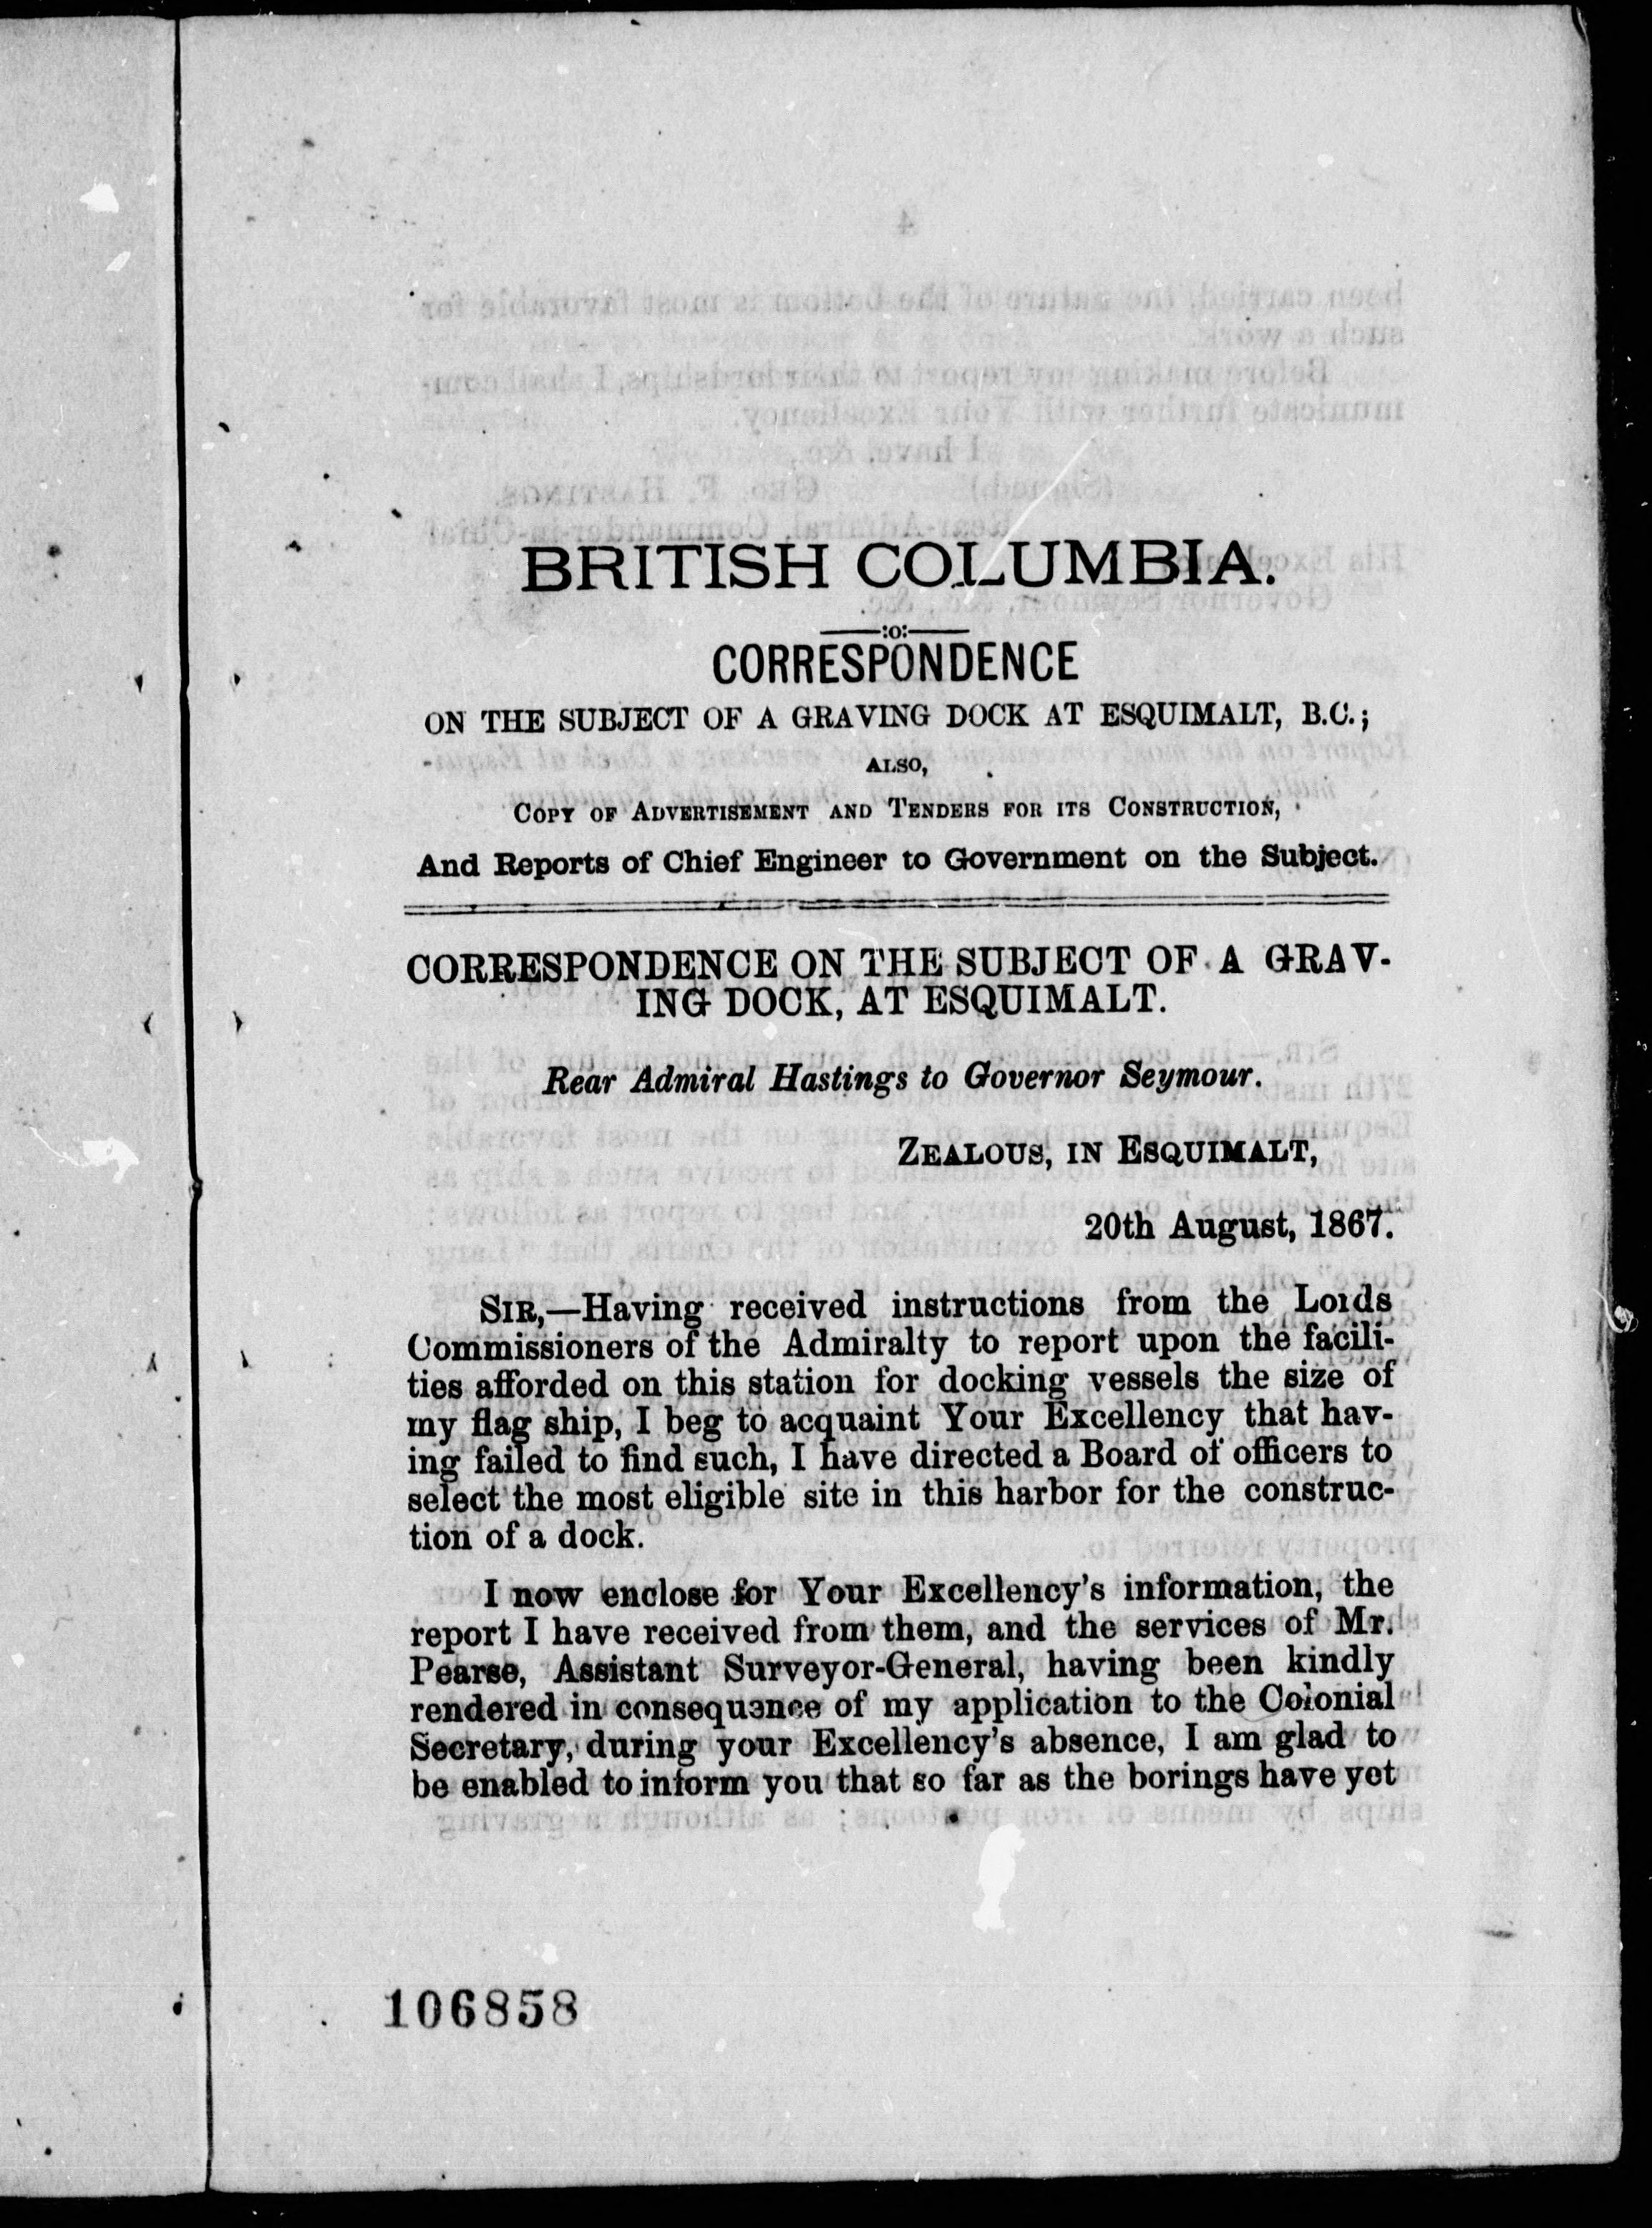 BRITISH COLUMBIA.
:o:
CORRESPONDENCE
ON THE SUBJECT OF A GRAVING DOCK AT ESQUIMALT, B.C.;
ALSO,
COPY OF ADVERTISEMENT AND TENDERS FOR ITS CONSTRUCTION,
And Reports of Chief Engineer to Government on the Subject.
CORRESPONDENCE ON THE SUBJECT OF A GRAV-
ING DOCK, AT ESQUIMALT.
Rear Admiral Hastings to Governor Seymour.
ZEALOUS, IN ESQUIMALT,
20th August, 1867.
SIR,—Having received instructions from the Lords
Commissioners of the Admiralty to report upon the facili-
ties afforded on this station for docking vessels the size of
my flag ship, I beg to acquaint Your Excellency that hav-
ing failed to find such, I have directed a Board of officers to
select the most eligible site in this harbor for the construc-
tion of a dock.
I now enclose for Your Excellency's information, the
report I have received from them, and the services of Mr.
Pearse, Assistant Surveyor-General, having been kindly
rendered in consequence of my application to the Colonial
Secretary, during your Excellency's absence, I am glad to
be enabled to inform you that so far as the borings have yet
106858